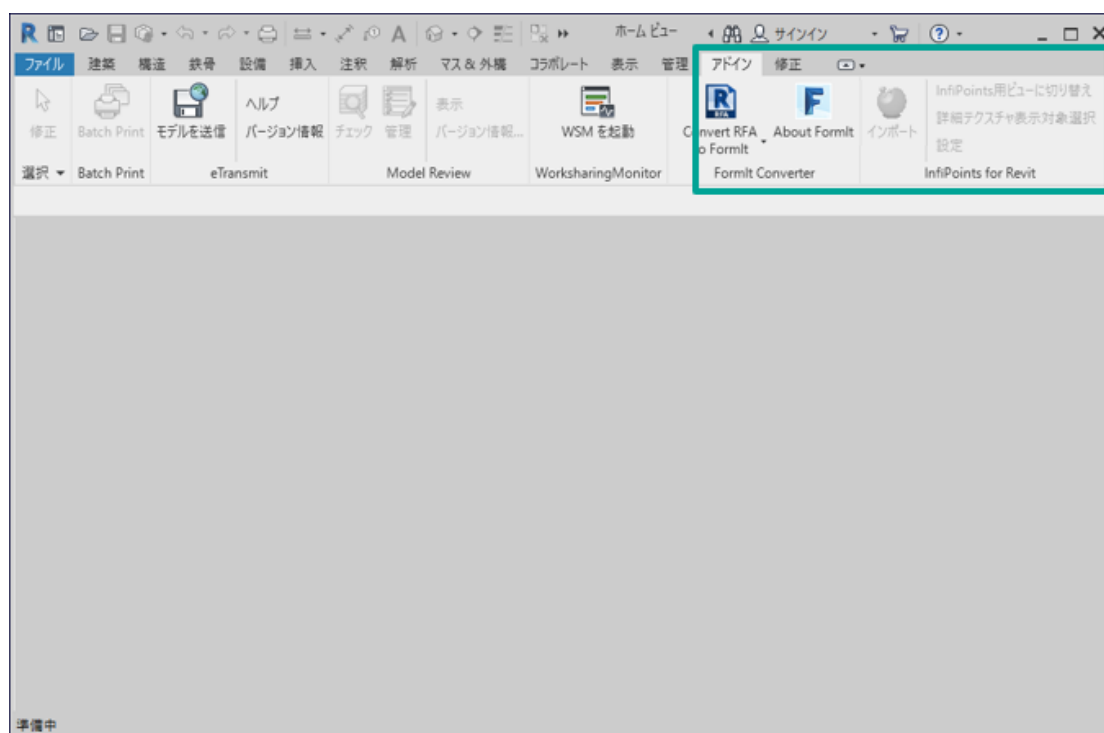 ホーム ビュー サインイン
ファイル 建築 構造 鉄骨 設備 挿入 注釈 解析 マス & 外構 コラボレート 表示 管理 アドイン 修正
修正 Batch Print モデルを送信 ヘルプ バージョン情報 チェック 管理 表示 バージョン情報... WSM を起動 Convert RFA to FormIt About FormIt インポート InfiPoints用ビューに切り替え 詳細テクスチャ表示対象選択 設定
選択 Batch Print eTransmit Model Review WorksharingMonitor FormIt Converter InfiPoints for Revit
準備中